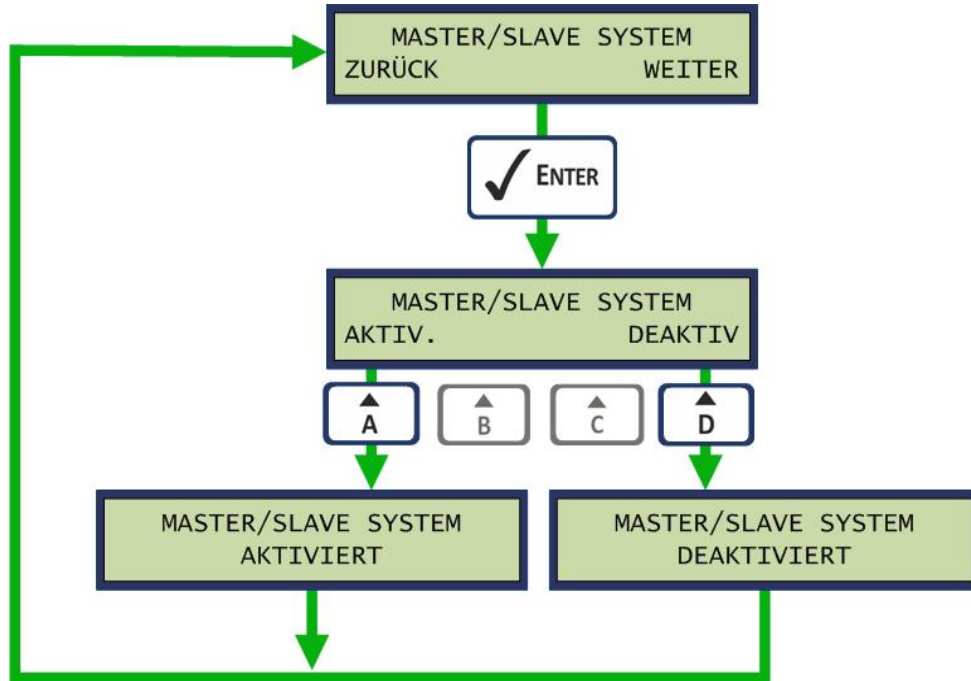 MASTER/SLAVE SYSTEM
ZURÜCK WEITER
ENTER
MASTER/SLAVE SYSTEM
AKTIV. DEAKTIV
A B C D
MASTER/SLAVE SYSTEM
AKTIVIERT
MASTER/SLAVE SYSTEM
DEAKTIVIERT